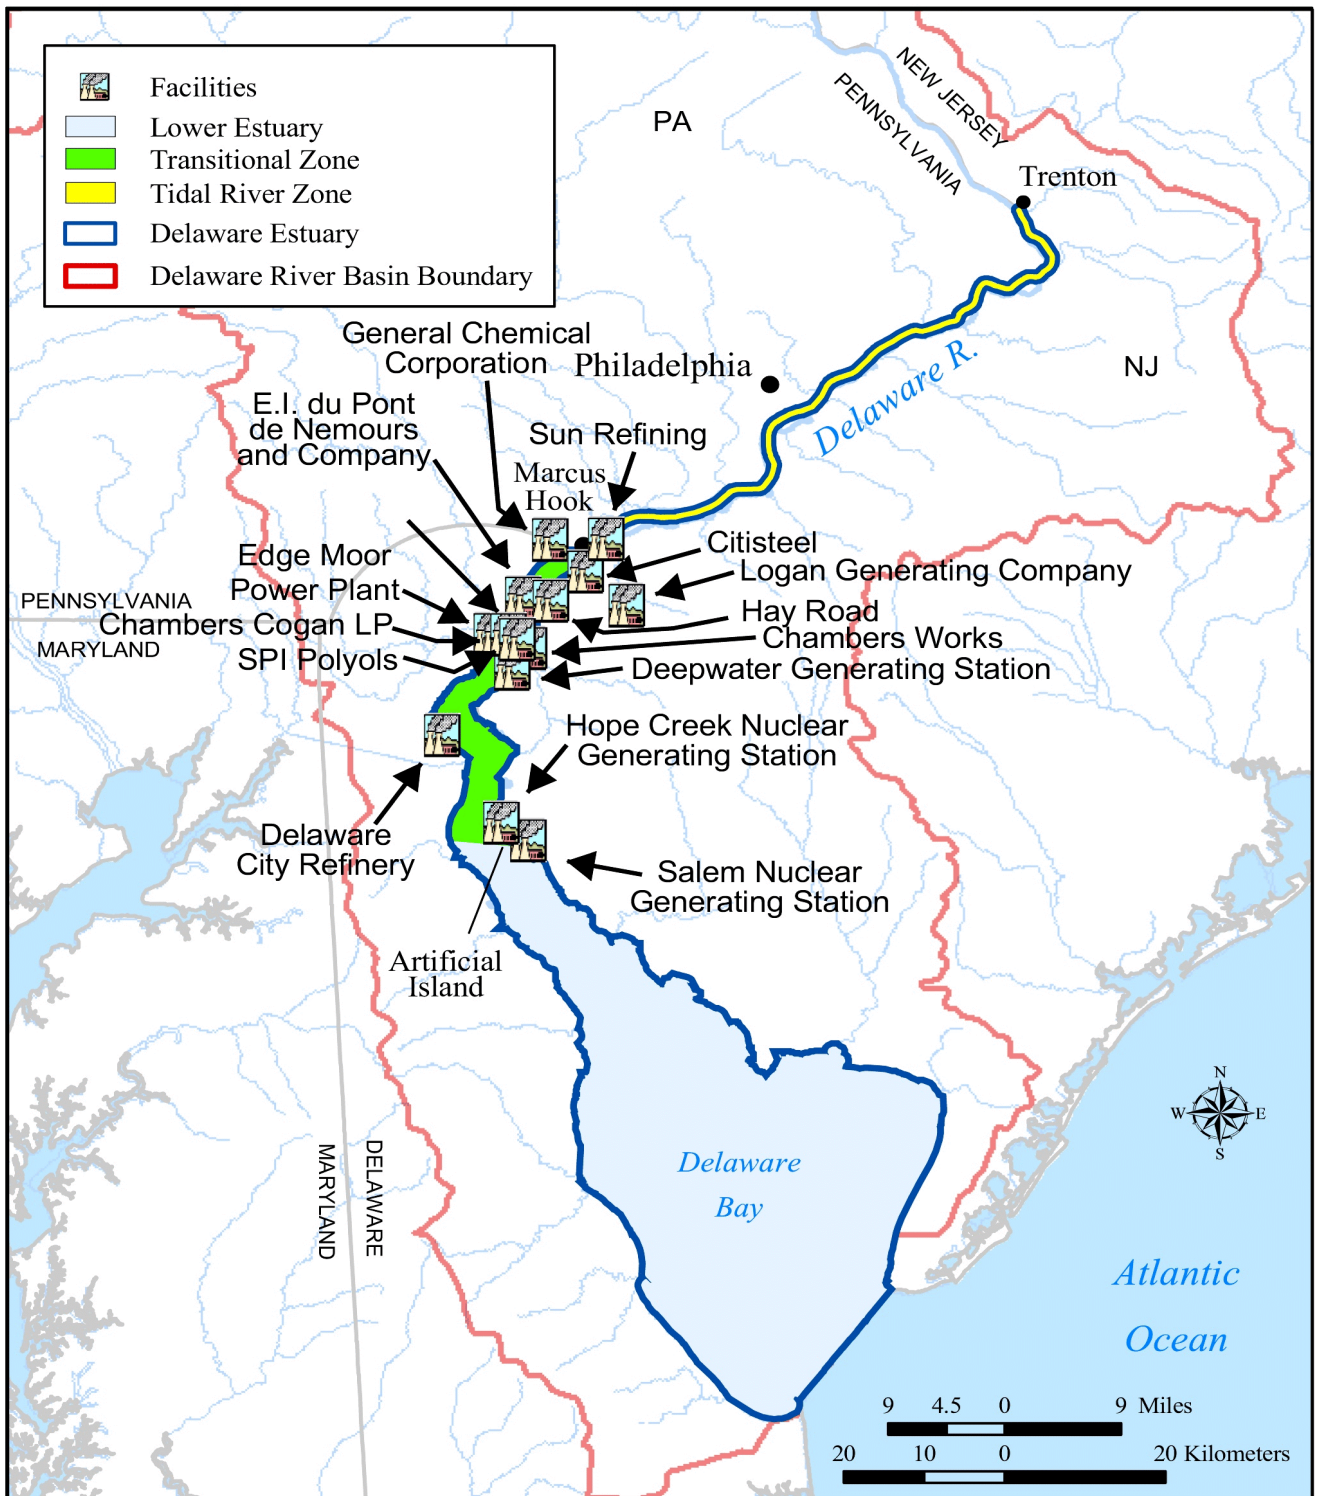 Facilities
Lower Estuary
Transitional Zone
Tidal River Zone
Delaware Estuary
Delaware River Basin Boundary
PA
NEW JERSEY
PENNSYLVANIA
Trenton
General Chemical
Corporation
Philadelphia
NJ
Delaware R.
E.I. du Pont
de Nemours
and Company
Sun Refining
Marcus
Hook
Citisteel
Edge Moor
Power Plant
Logan Generating Company
PENNSYLVANIA
MARYLAND
Chambers Cogan LP
Hay Road
Chambers Works
SPI Polyols
Deepwater Generating Station
Hope Creek Nuclear
Generating Station
Delaware
City Refinery
Salem Nuclear
Generating Station
Artificial
Island
N
W
E
S
MARYLAND
DELAWARE
Delaware
Bay
Atlantic
Ocean
9 4.5 0 9 Miles
20 10 0 20 Kilometers